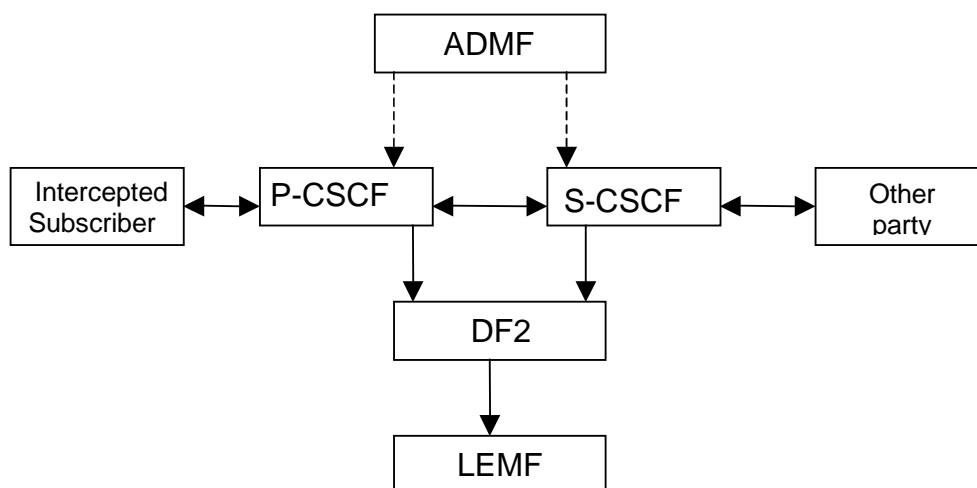 ADMF
Intercepted
Subscriber
P-CSCF
S-CSCF
Other
party
DF2
LEMF